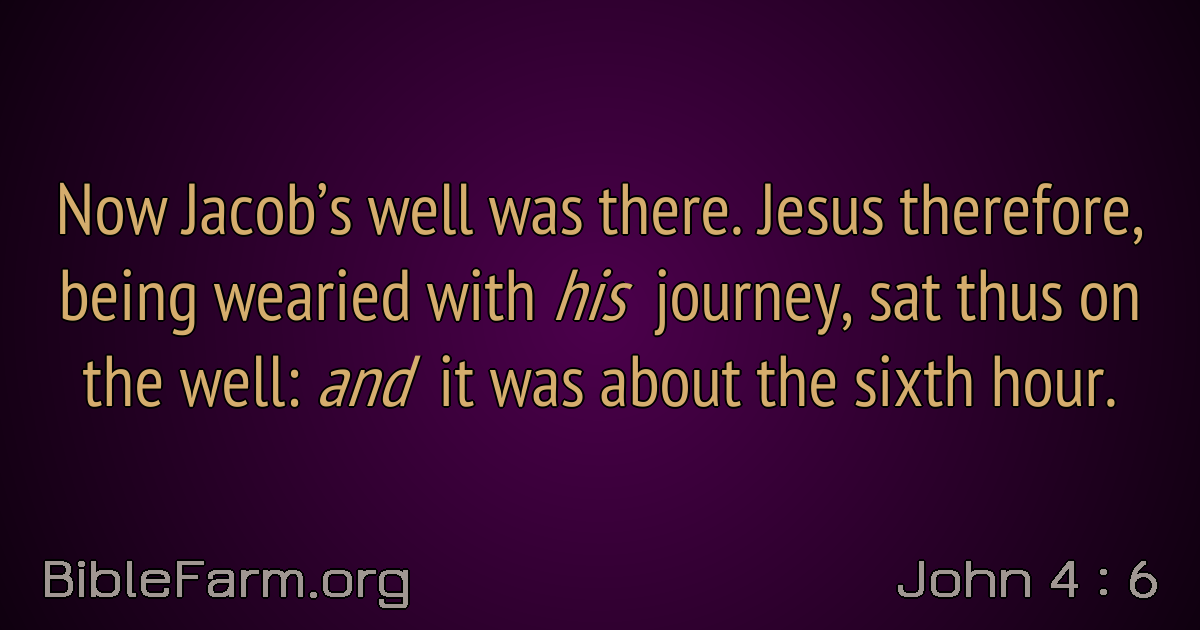 Now Jacob’s well was there. Jesus therefore,
being wearied with his journey, sat thus on
the well: and it was about the sixth hour.
BibleFarm.org
John 4 : 6